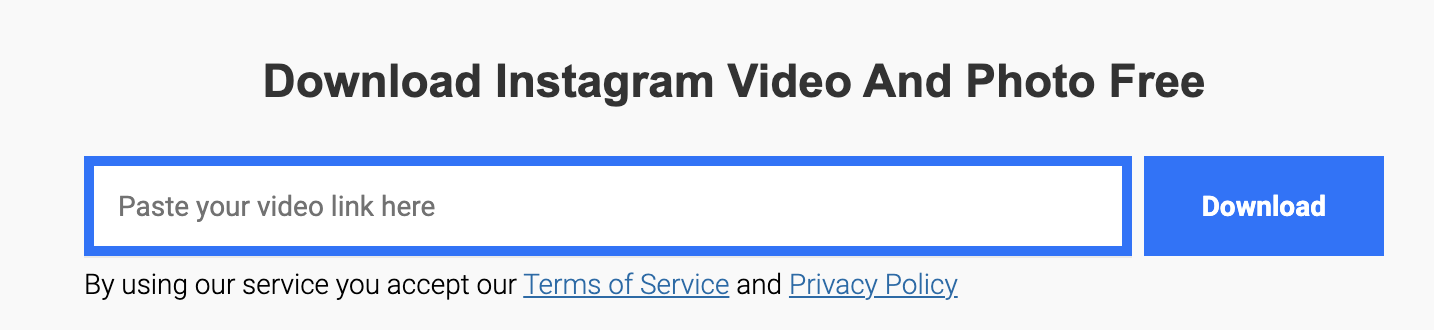 Download Instagram Video And Photo Free
Paste your video link here
Download
By using our service you accept our Terms of Service and Privacy Policy